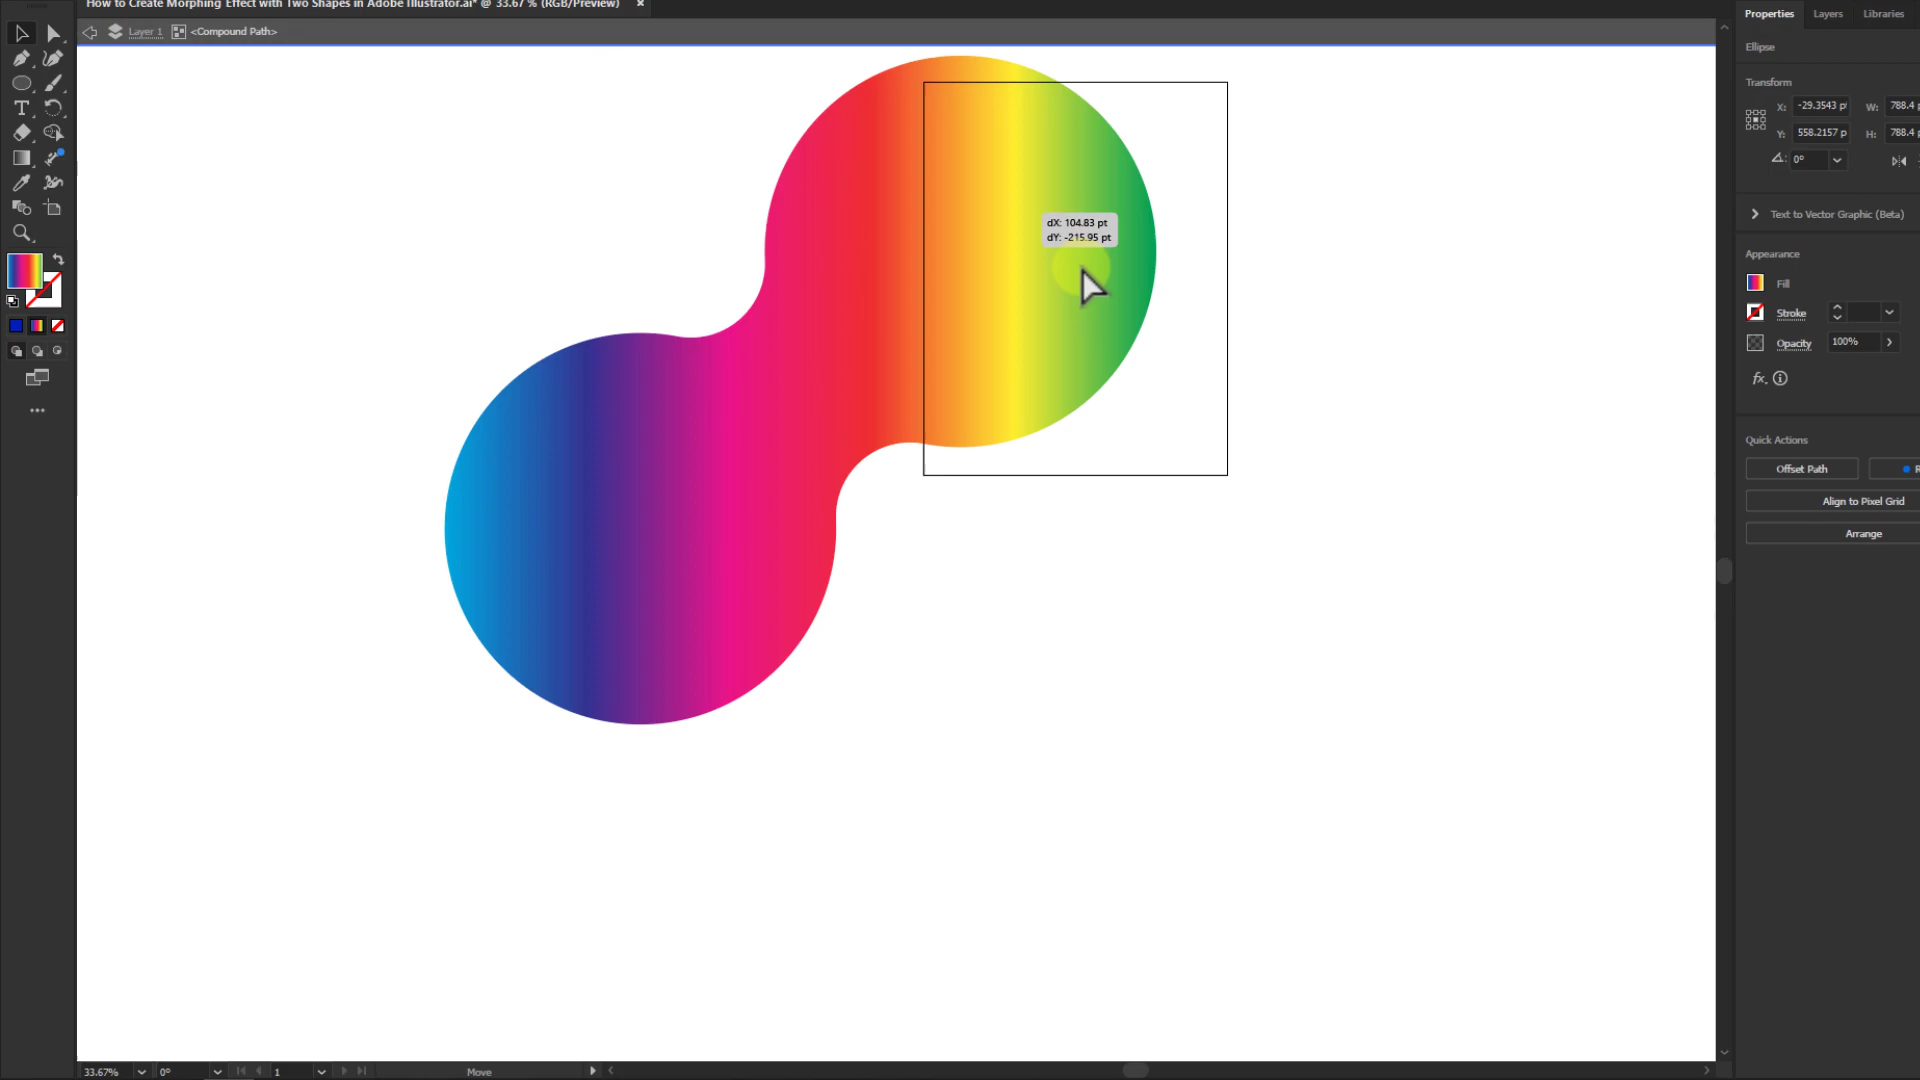 How to Create Morphing Effect with Two Shapes in Adobe Illustrator.ai* @ 33.67 % (RGB/Preview) ×
Layer 1 <Compound Path>
Properties Layers Libraries
Ellipse
Transform
X: -29.3543 p W: 788.4 p
Y: 558.2157 p H: 788.4 p
0°
dX: 104.83 pt
dY: -215.95 pt
Text to Vector Graphic (Beta)
Appearance
Fill
Stroke
Opacity 100%
fx.
Quick Actions
Offset Path R
Align to Pixel Grid
Arrange
33.67% 0° 1 Move